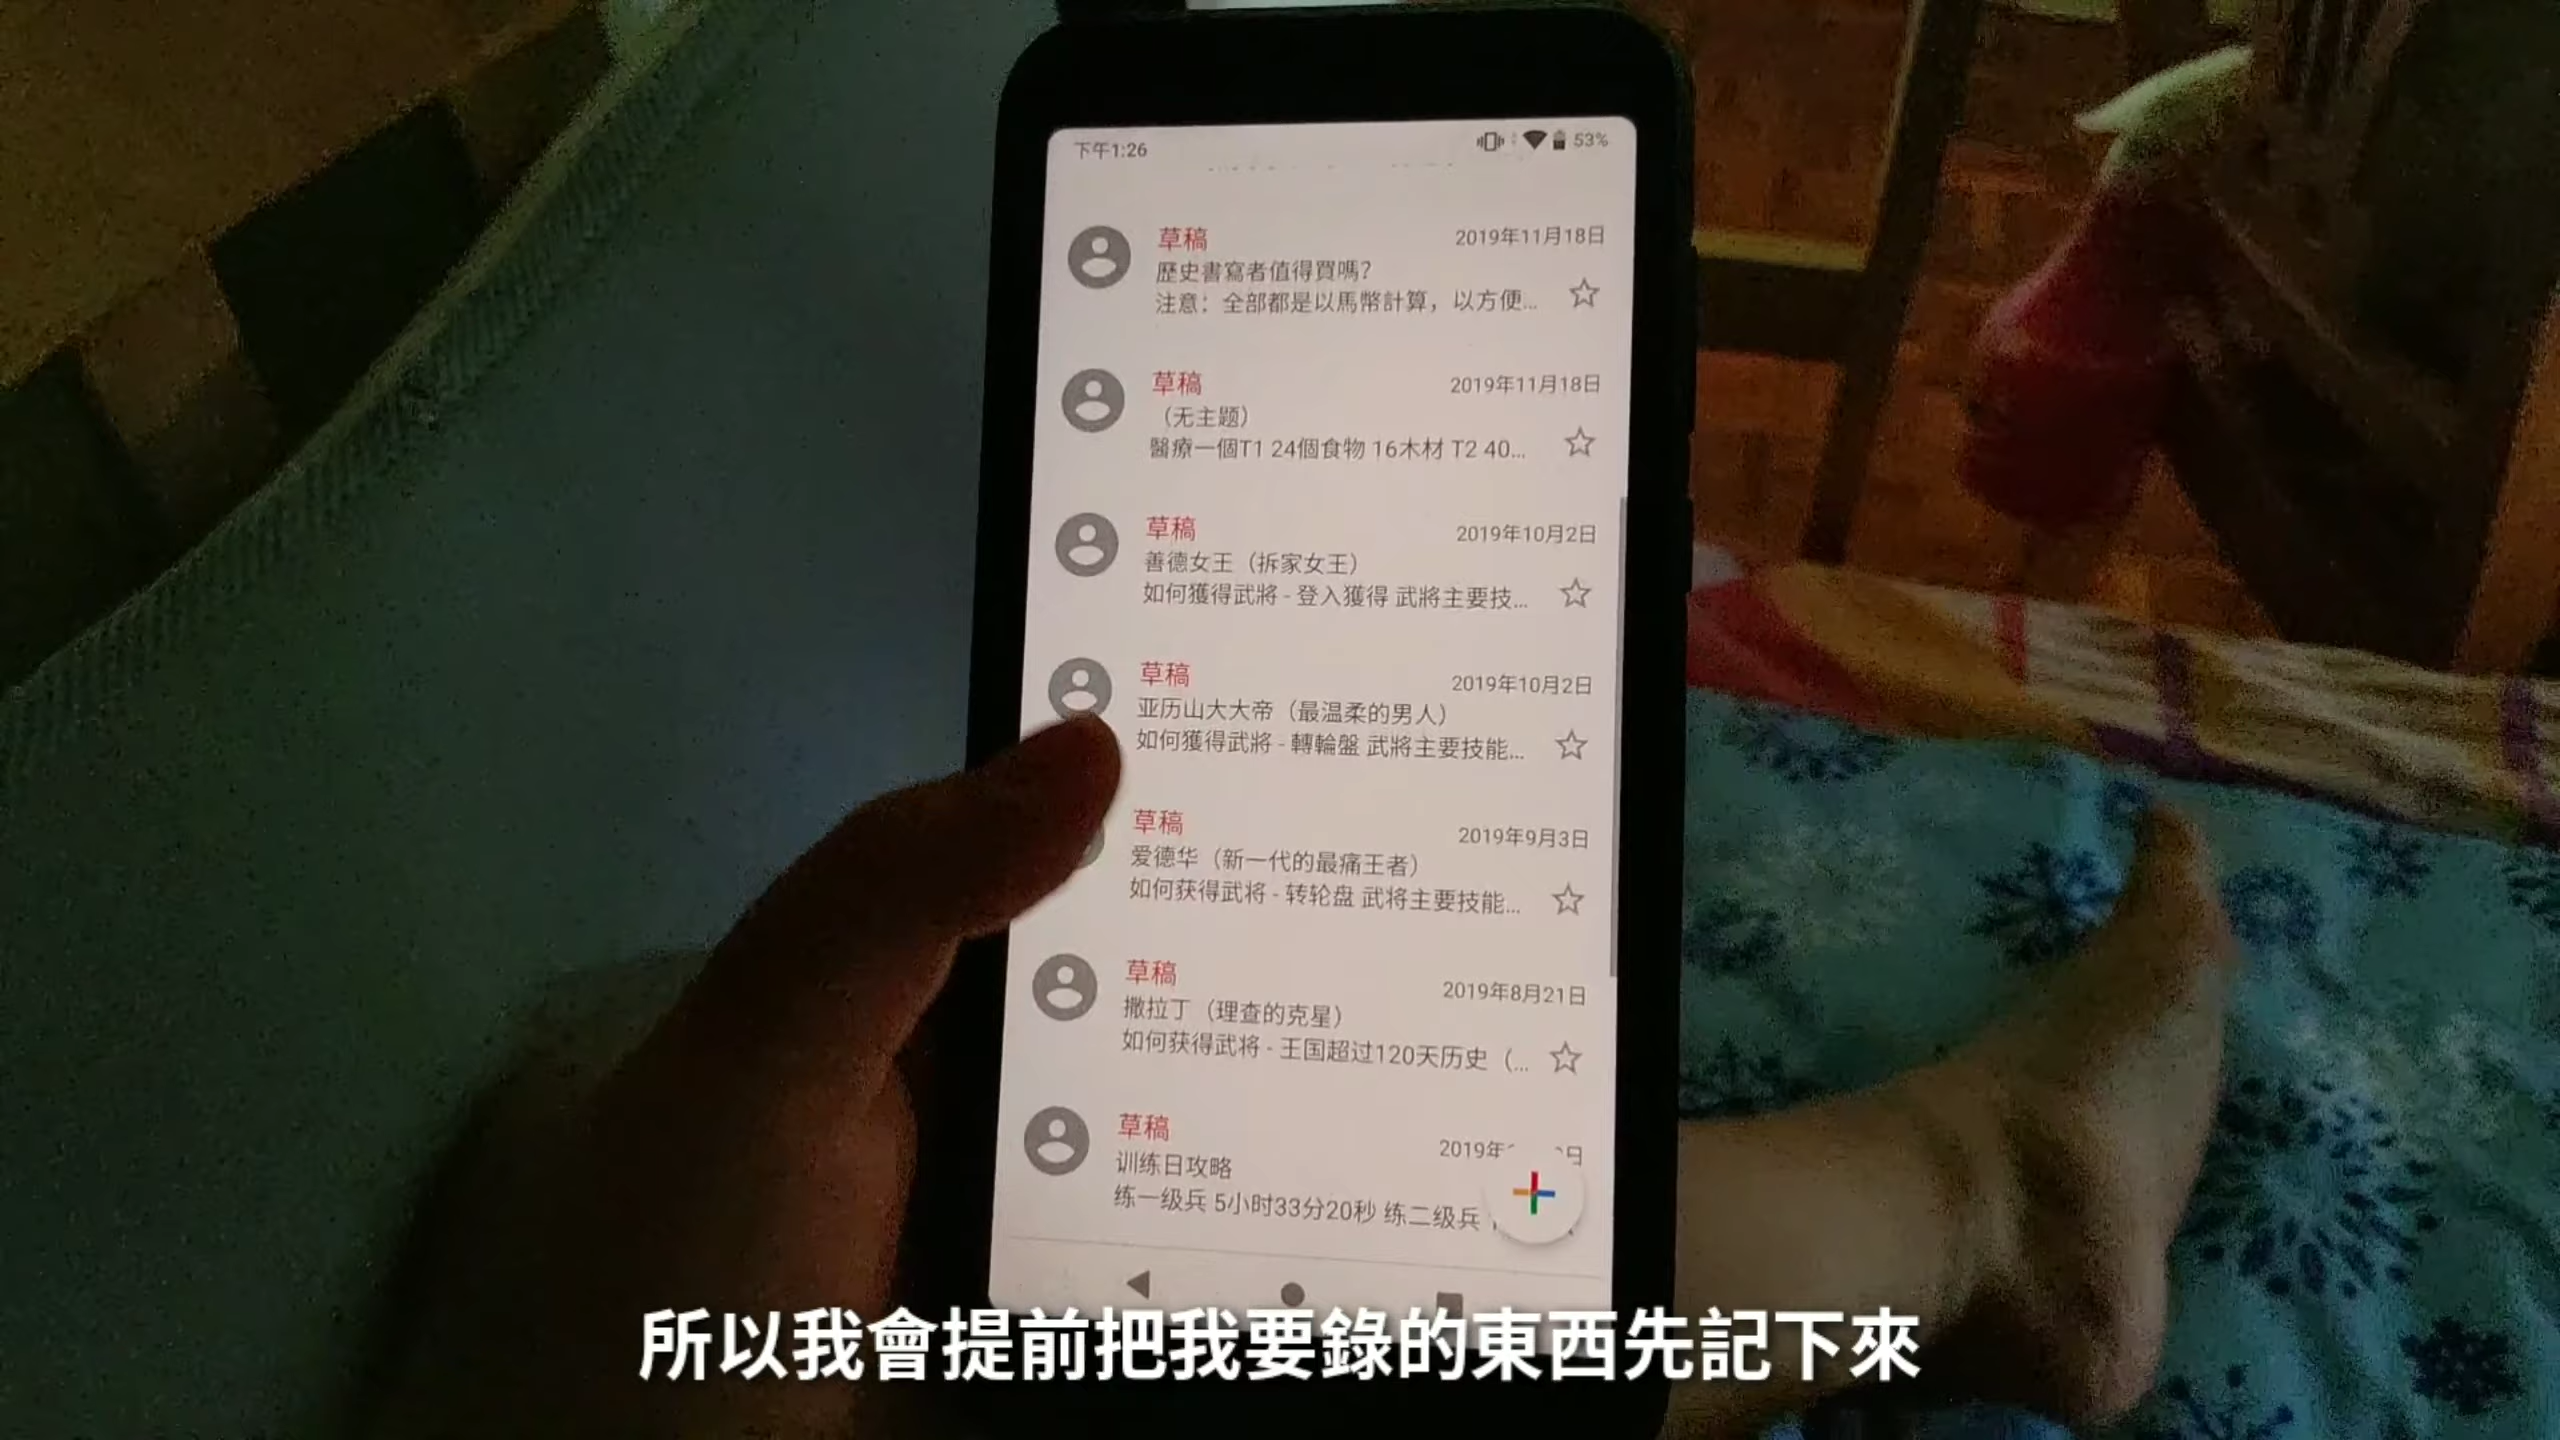 下午1:26
53%
草稿
2019年11月18日
歷史書寫者值得買嗎?
注意：全部都是以馬幣計算，以方便...
草稿
2019年11月18日
（无主题）
醫療一個T1 24個食物 16木材 T2 40...
草稿
2019年10月2日
善德女王（拆家女王）
如何獲得武將 - 登入獲得 武將主要技...
草稿
2019年10月2日
亚历山大大帝（最温柔的男人）
如何獲得武將 - 轉輪盤 武將主要技能...
草稿
2019年9月3日
爱德华（新一代的最痛王者）
如何获得武将 - 转轮盘 武将主要技能...
草稿
2019年8月21日
撒拉丁（理查的克星）
如何获得武将 - 王国超过120天历史（...
草稿
2019年
日
训练日攻略
练一级兵 5小时33分20秒 练二级兵
所以我會提前把我要錄的東西先記下來